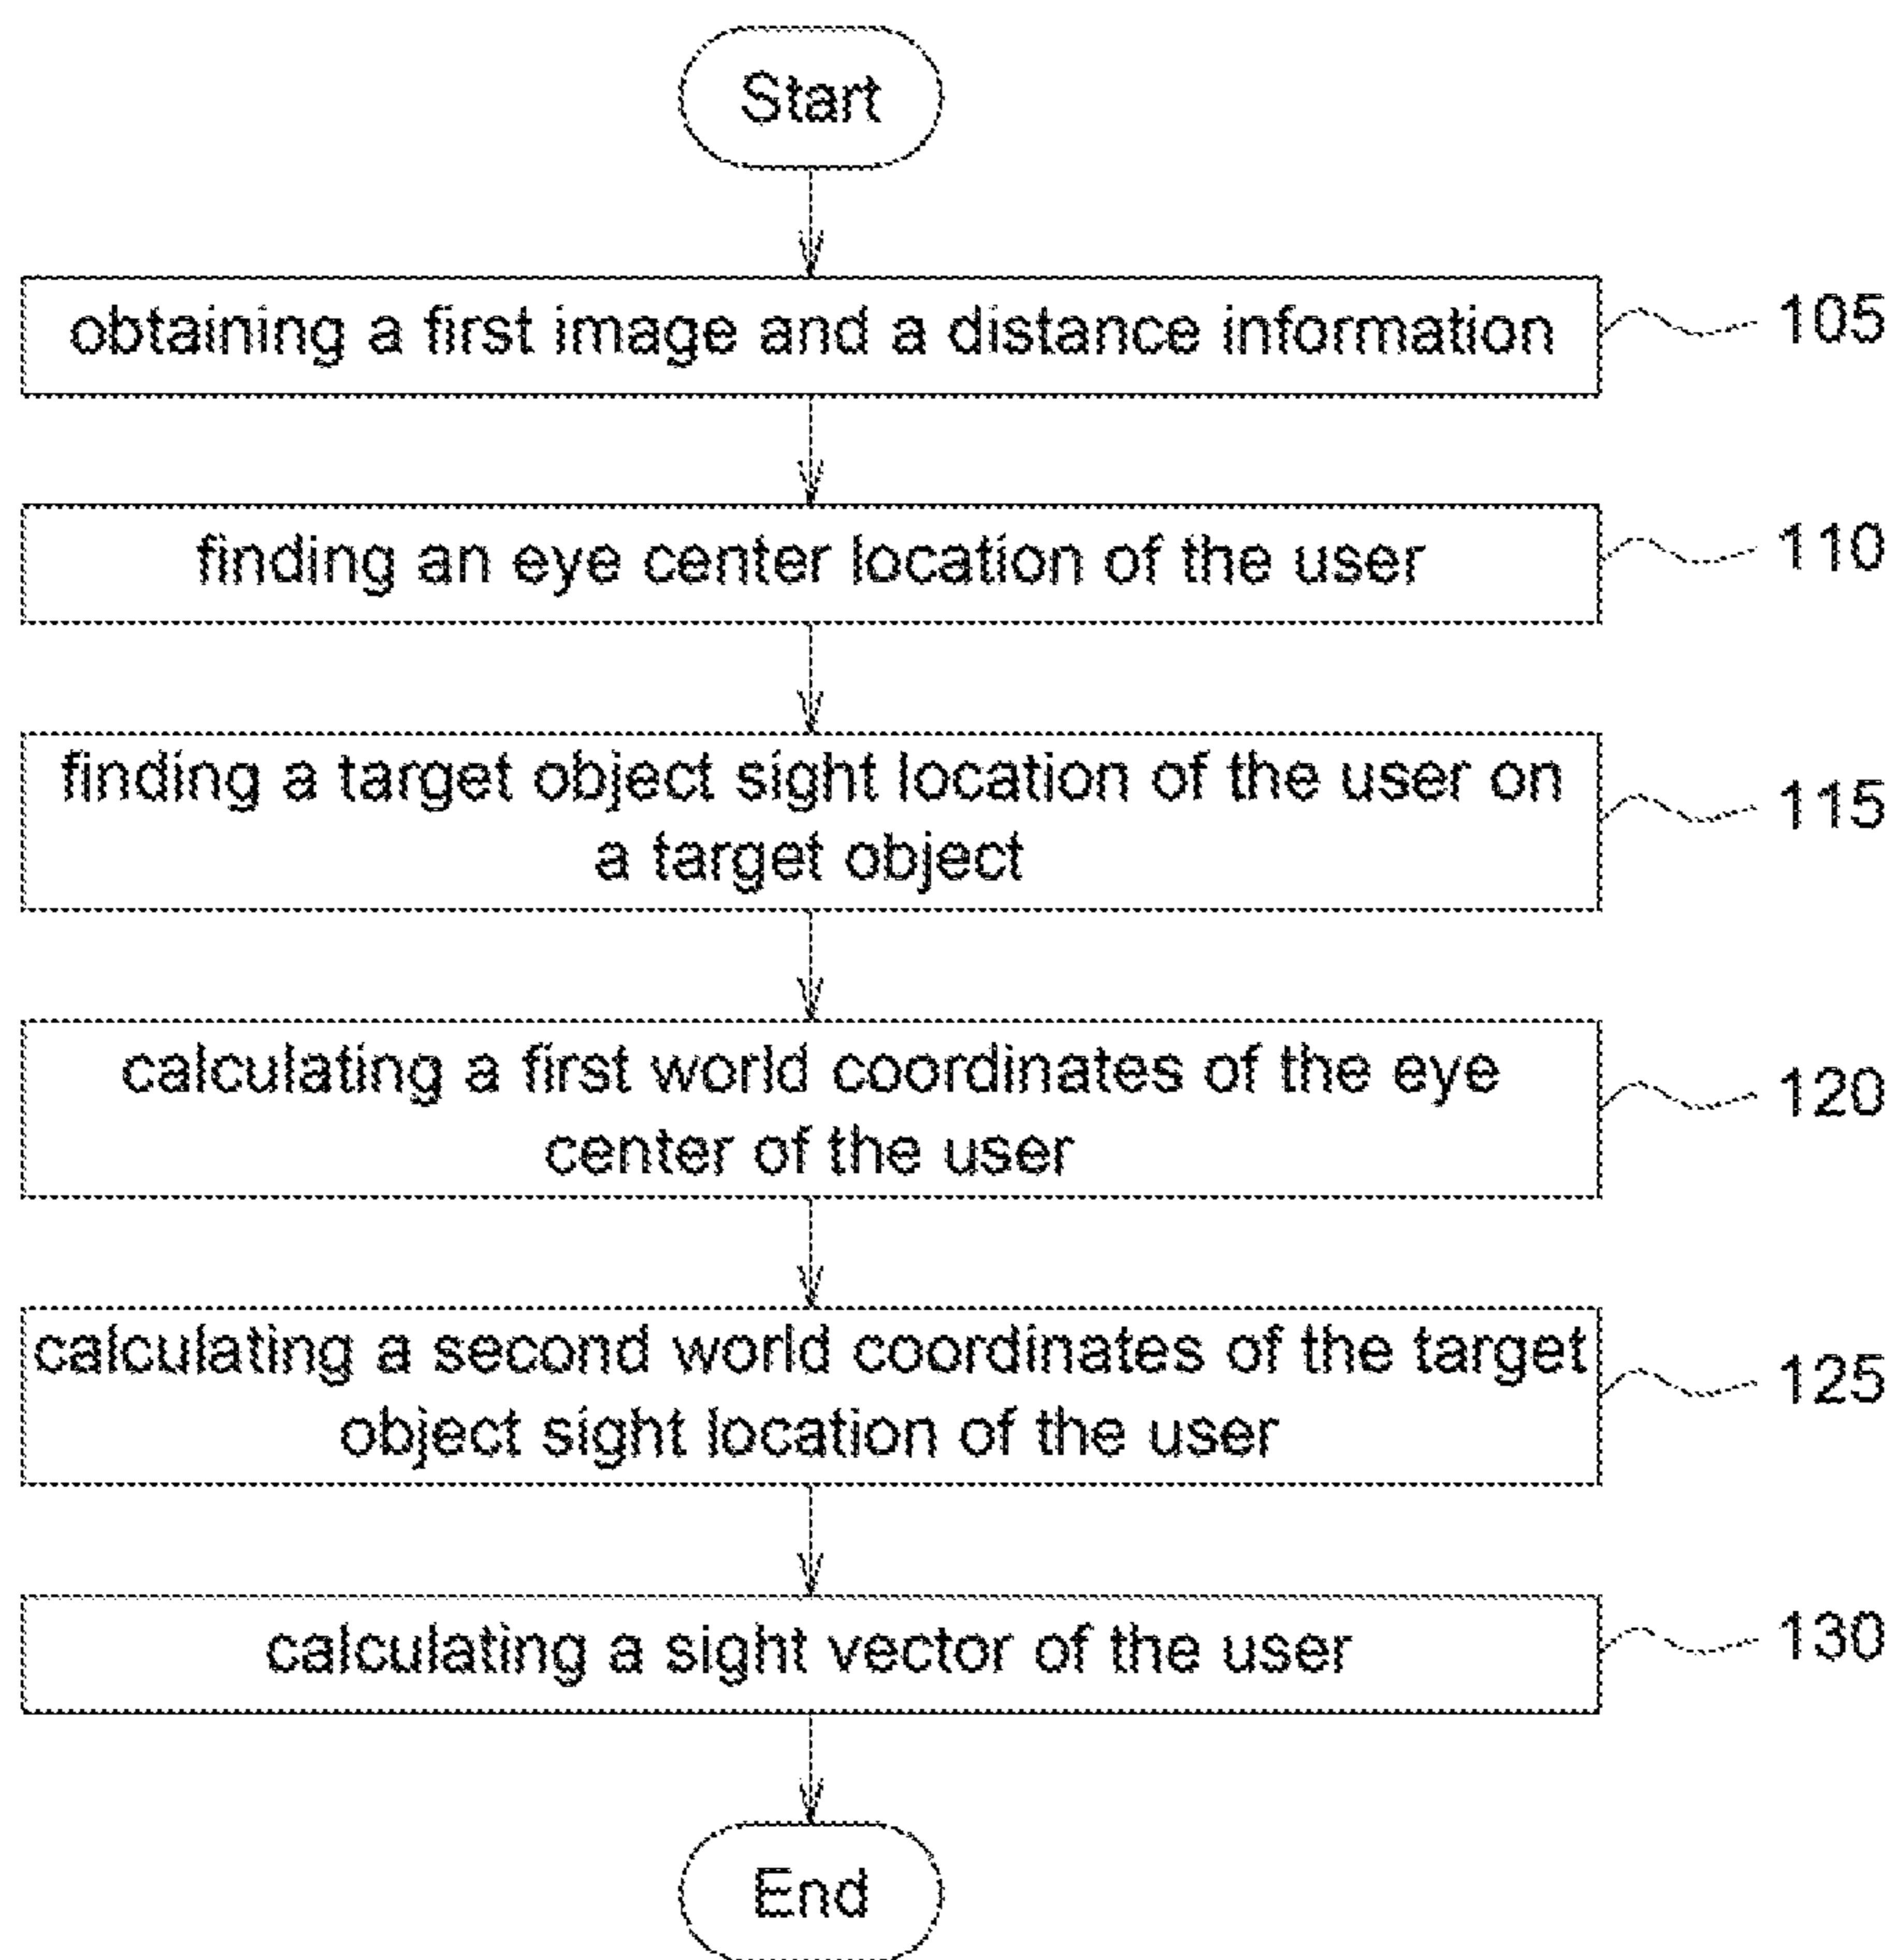 Start
obtaining a first image and a distance information
105
finding an eye center location of the user
110
finding a target object sight location of the user on
a target object
115
calculating a first world coordinates of the eye
center of the user
120
calculating a second world coordinates of the target
object sight location of the user
125
calculating a sight vector of the user
130
End